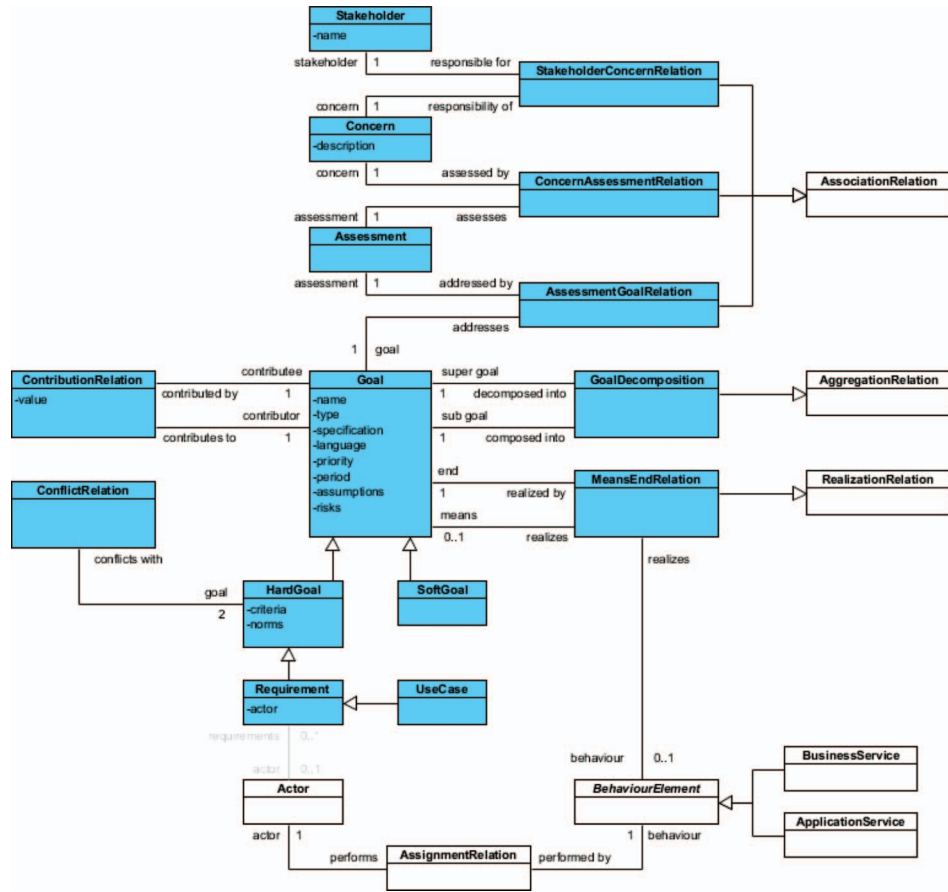 Stakeholder
-name
stakeholder 1 responsible for
StakeholderConcernRelation
concern 1 responsibility of
Concern
-description
concern 1 assessed by
ConcernAssessmentRelation
AssociationRelation
assessment 1 assesses
Assessment
assessment 1 addressed by
AssessmentGoalRelation
addresses
1 goal
ContributionRelation
-value
contributee
contributed by 1
contributor
contributes to 1
Goal
-name
-type
-specification
-language
-priority
-period
-assumptions
-risks
super goal
1 decomposed into
sub goal
1 composed into
GoalDecomposition
AggregationRelation
end
1 realized by
means
0..1 realizes
MeansEndRelation
RealizationRelation
ConflictRelation
conflicts with
goal
2
HardGoal
-criteria
-norms
SoftGoal
realizes
Requirement
-actor
UseCase
requirements 0..1
actor 0..1
Actor
behaviour 0..1
BehaviourElement
BusinessService
ApplicationService
actor 1
1 behaviour
performs
AssignmentRelation
performed by